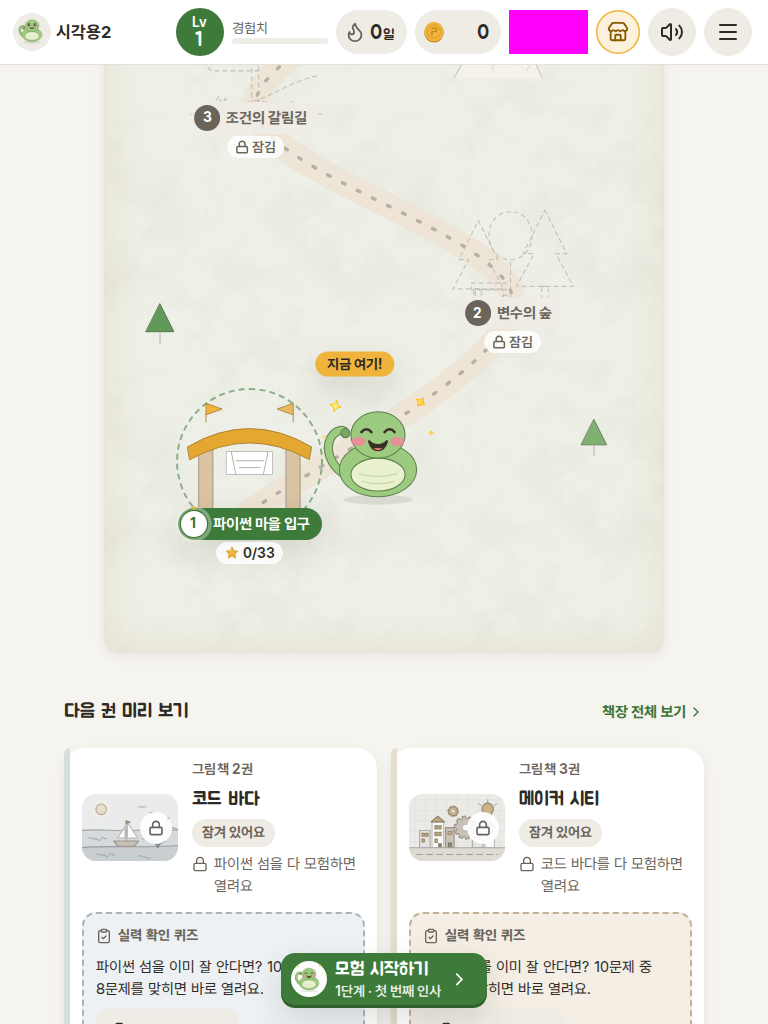 시각용2
Lv
1
경험치
0일
0
3 조건의 갈림길
잠김
2 변수의 숲
잠김
지금 여기!
1 파이썬 마을 입구
0/33
다음 권 미리 보기
책장 전체 보기
그림책 2권
코드 바다
잠겨 있어요
파이썬 섬을 다 모험하면
열려요
실력 확인 퀴즈
파이썬 섬을 이미 잘 안다면? 10
8문제를 맞히면 바로 열려요.
그림책 3권
메이커 시티
잠겨 있어요
코드 바다를 다 모험하면
열려요
실력 확인 퀴즈
이미 잘 안다면? 10문제 중
히면 바로 열려요.
모험 시작하기
1단계 · 첫 번째 인사